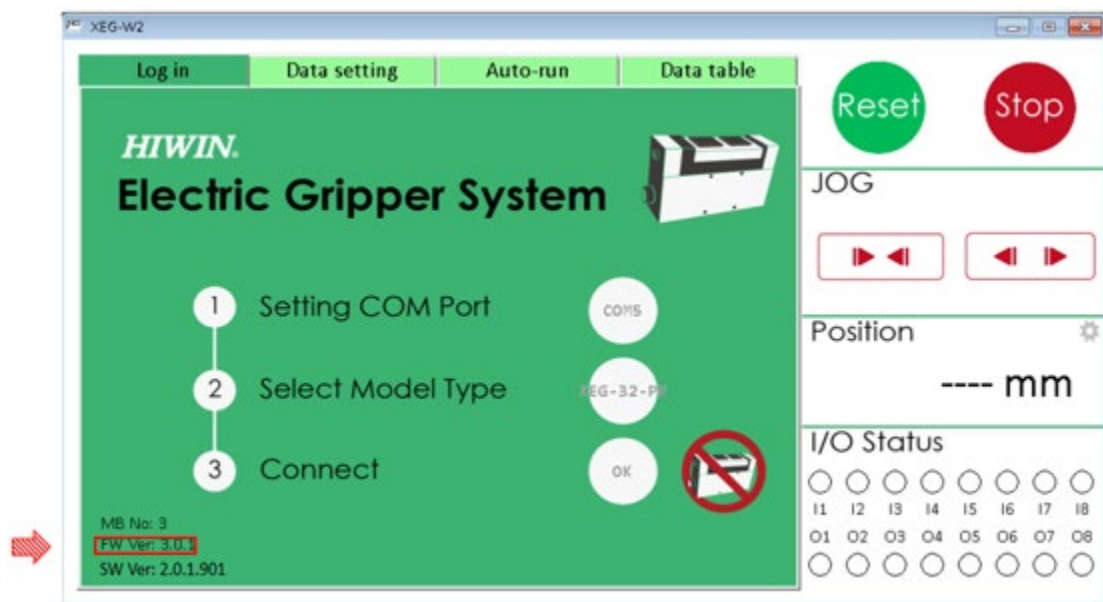 XEG-W2
Log in
Data setting
Auto-run
Data table
HIWIN.
Electric Gripper System
1 Setting COM Port COM5
2 Select Model Type XEG-32-PR
3 Connect OK
MB No: 3
FW Ver: 3.0.1
SW Ver: 2.0.1.901
Reset
Stop
JOG
Position
---- mm
I/O Status
I1 I2 I3 I4 I5 I6 I7 I8
O1 O2 O3 O4 O5 O6 O7 O8